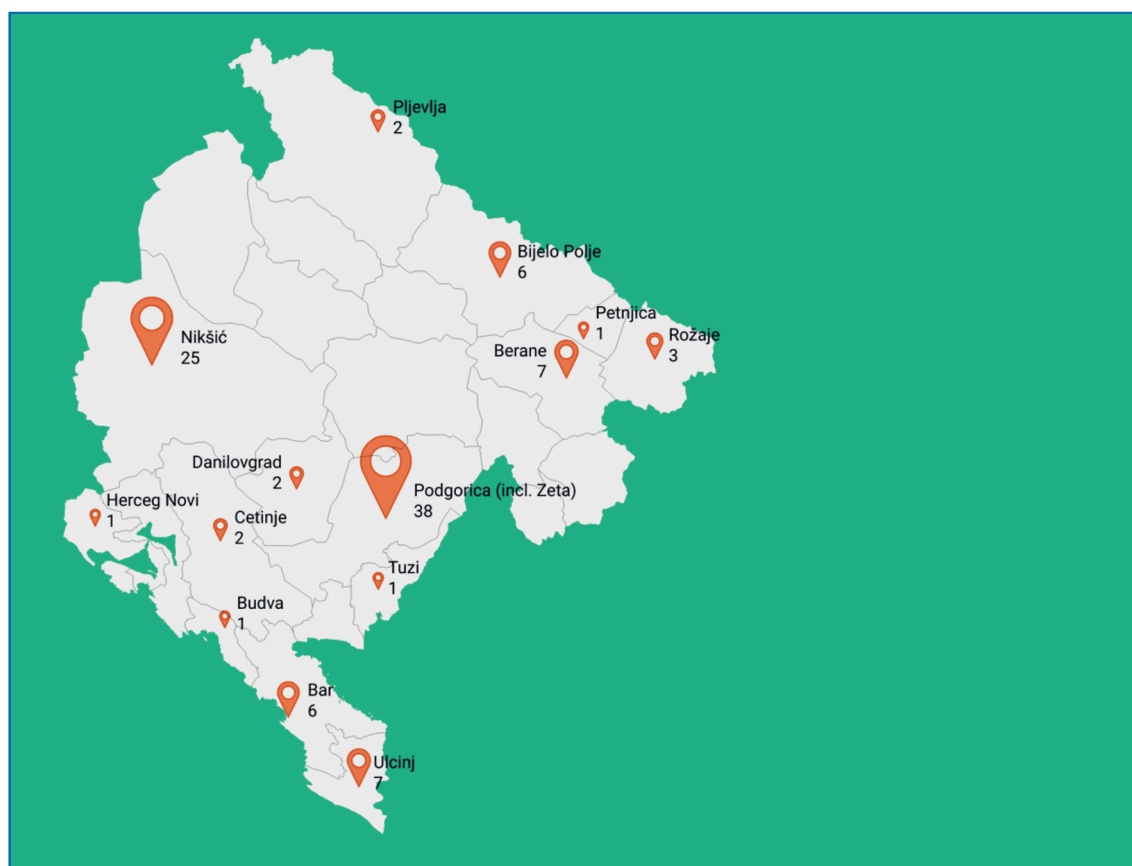 Pljevlja
2
Bijelo Polje
6
Petnjica
1
Rožaje
3
Nikšić
25
Berane
7
Danilovgrad
2
Podgorica (incl. Zeta)
38
Herceg Novi
1
Cetinje
2
Tuzi
1
Budva
1
Bar
6
Ulcinj
7